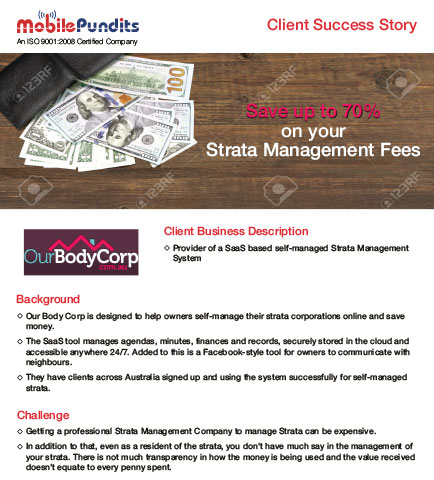 MobilePundits
An ISO 9001:2008 Certified Company
Client Success Story
100
123RF
Save up to 70%
on your
Strata Management Fees
Client Business Description
◇ Provider of a SaaS based self-managed Strata Management
System
OurBodyCorp
.com.au
Background
◇ Our Body Corp is designed to help owners self-manage their strata corporations online and save
money.
◇ The SaaS tool manages agendas, minutes, finances and records, securely stored in the cloud and
accessible anywhere 24/7. Added to this is a Facebook-style tool for owners to communicate with
neighbours.
◇ They have clients across Australia signed up and using the system successfully for self-managed
strata.
Challenge
◇ Getting a professional Strata Management Company to manage Strata can be expensive.
◇ In addition to that, even as a resident of the strata, you don't have much say in the management of
your strata. There is not much transparency in how the money is being used and the value received
doesn't equate to every penny spent.